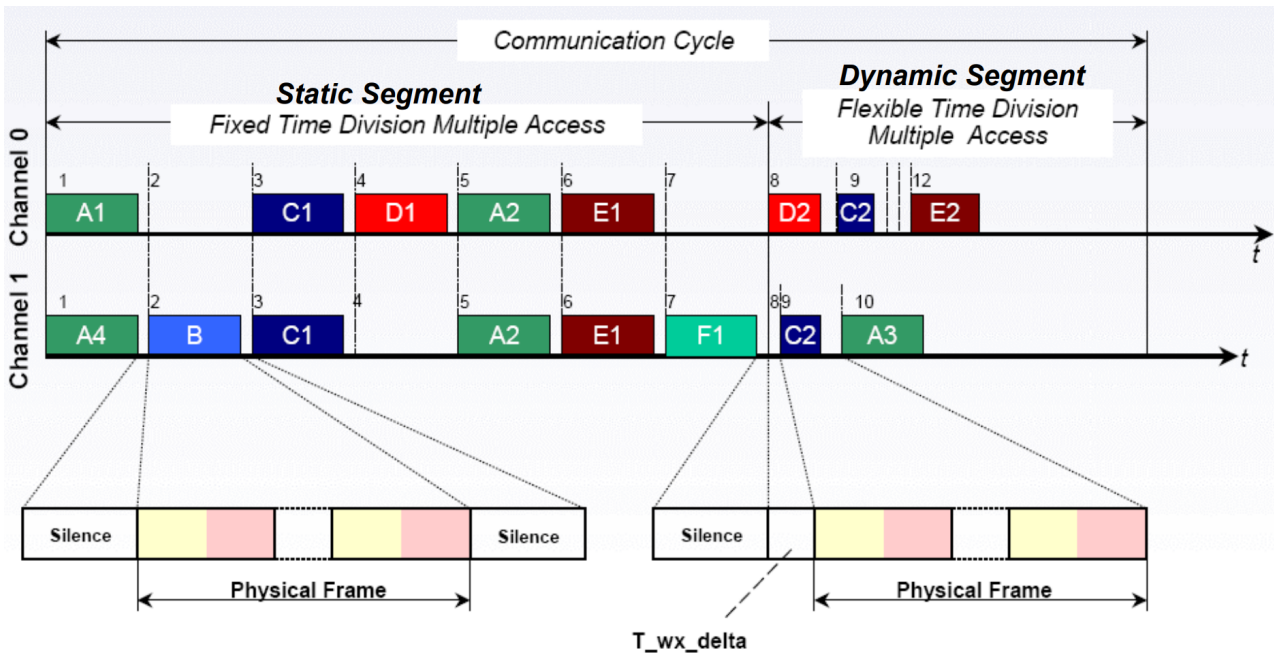 Communication Cycle
Static Segment
Fixed Time Division Multiple Access
Dynamic Segment
Flexible Time Division
Multiple Access
Channel 0
1 2 3 4 5 6 7 8 9 12
A1 C1 D1 A2 E1 D2 C2 E2
t
Channel 1
1 2 3 4 5 6 7 8 9 10
A4 B C1 A2 E1 F1 C2 A3
t
Silence Silence Silence
Physical Frame Physical Frame
T_wx_delta